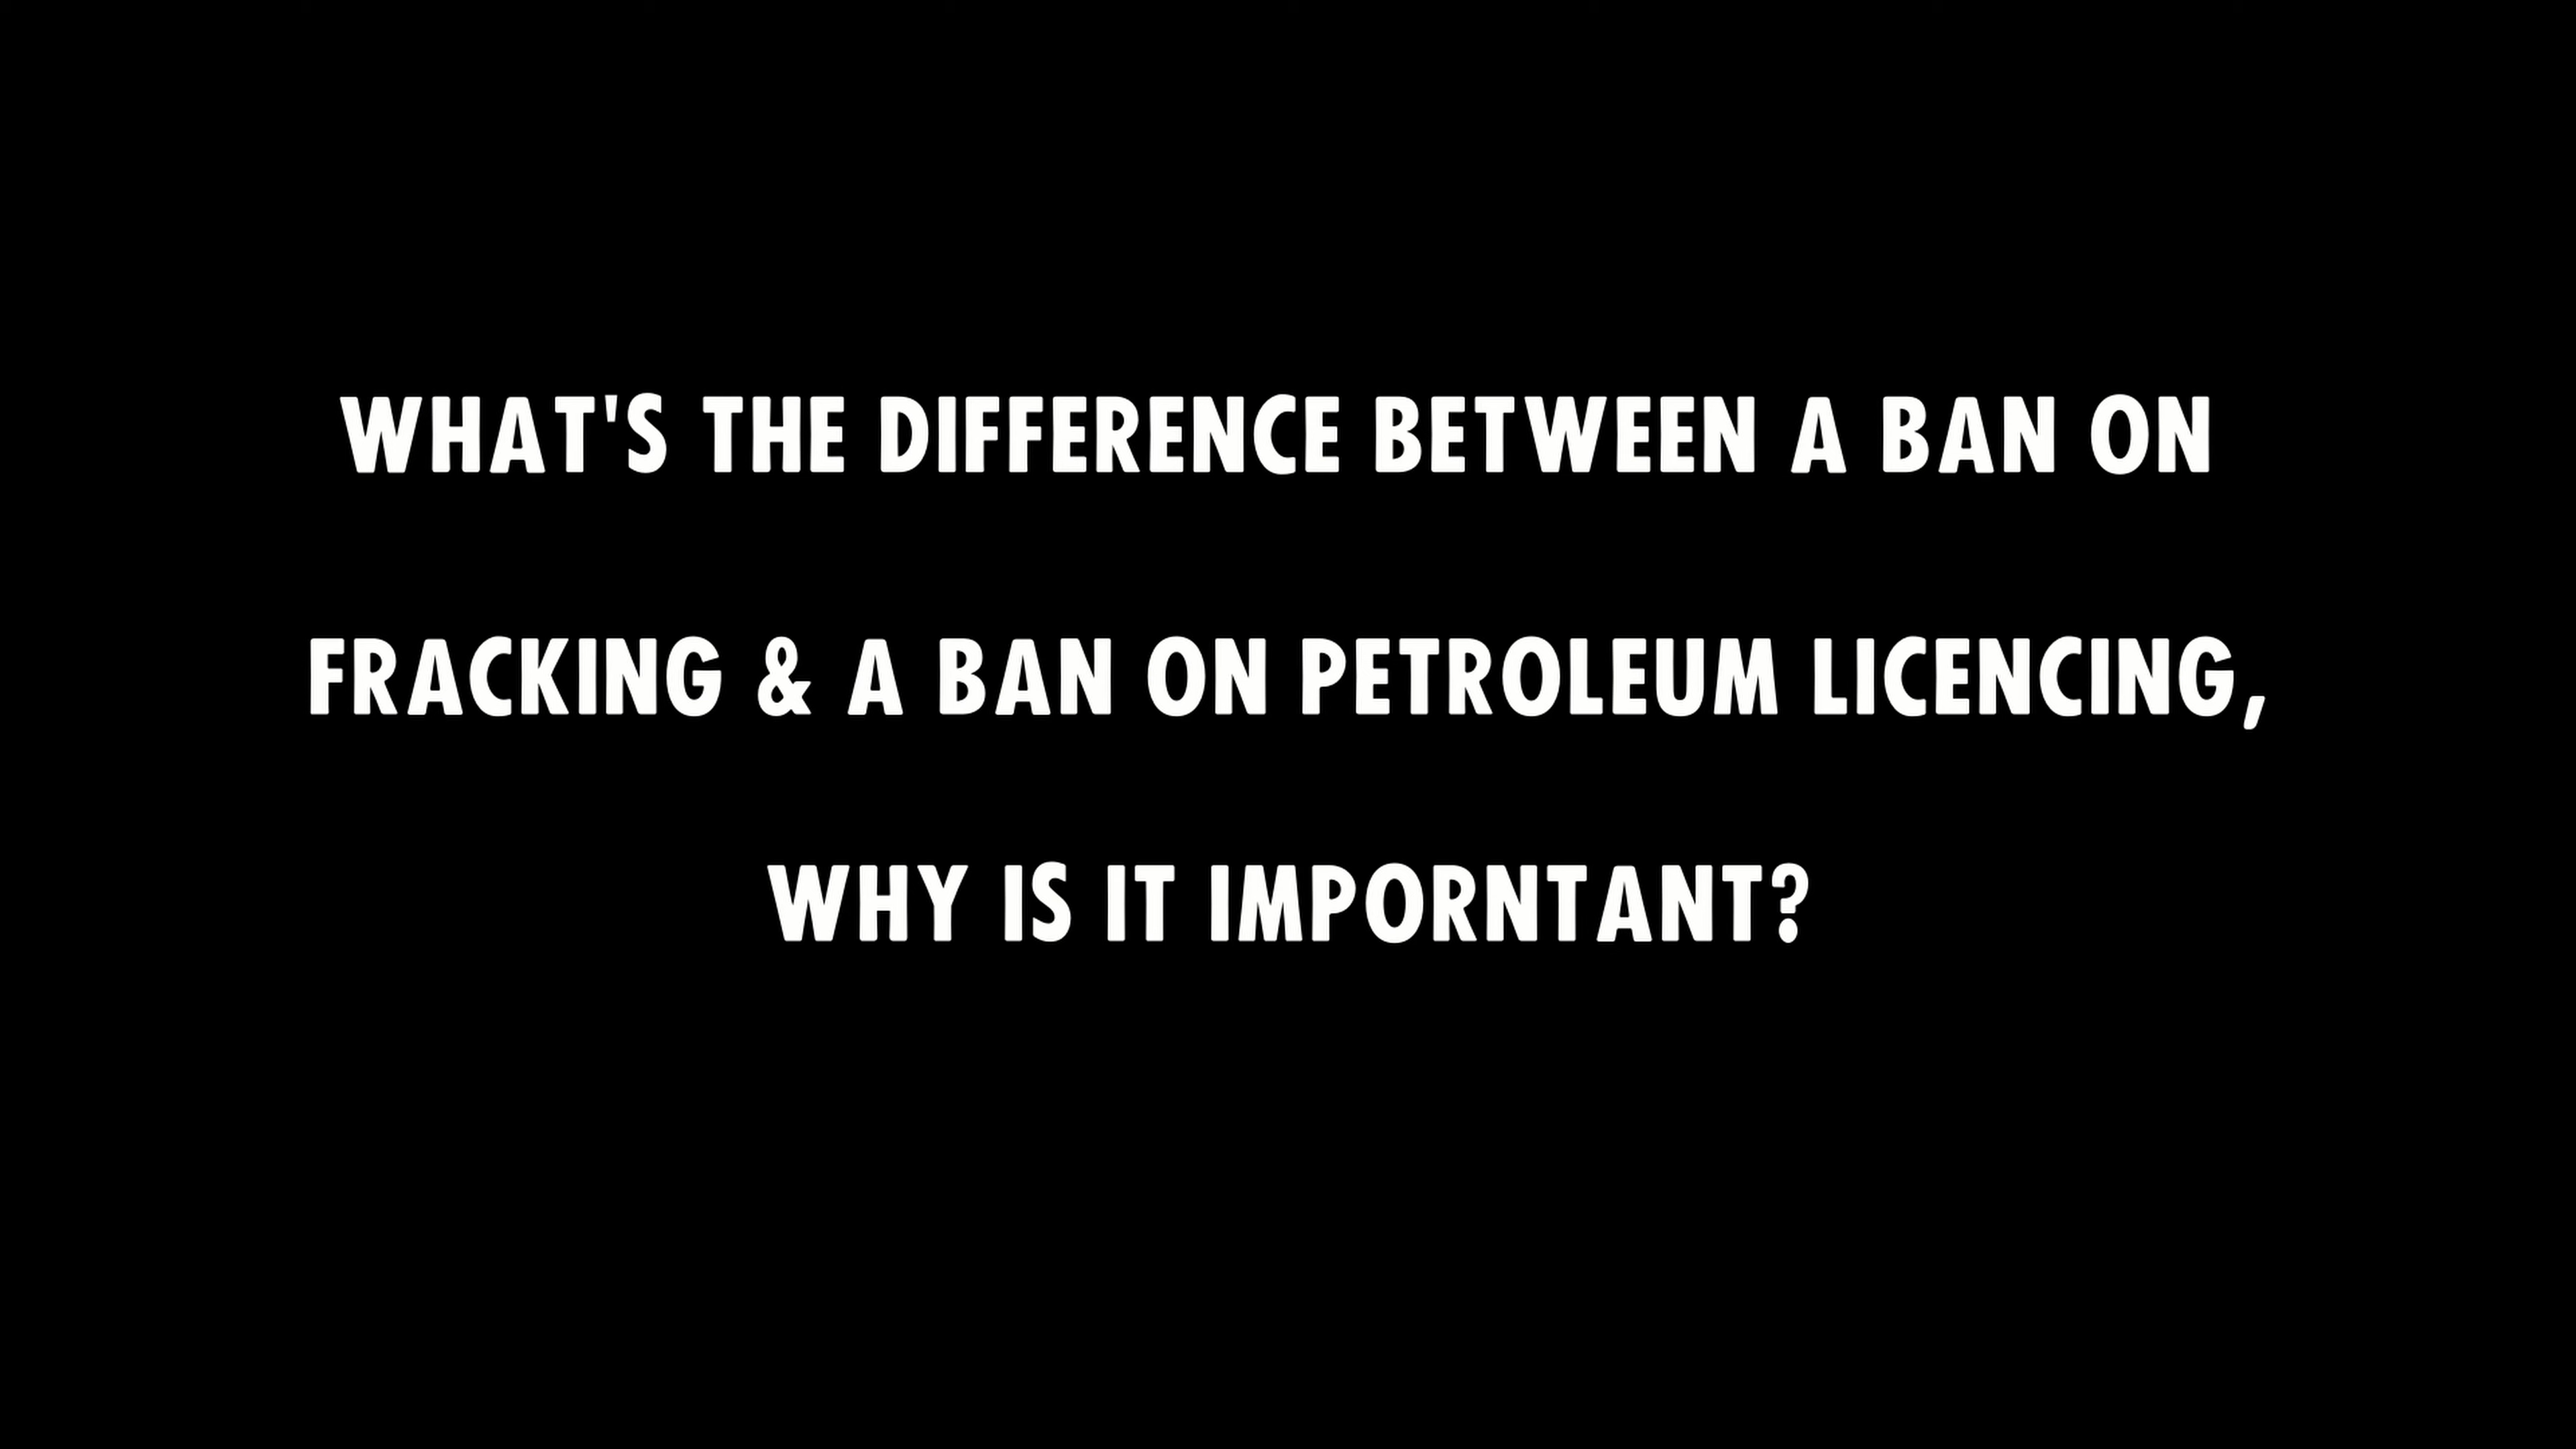 WHAT'S THE DIFFERENCE BETWEEN A BAN ON
FRACKING & A BAN ON PETROLEUM LICENCING,
WHY IS IT IMPORNTANT?